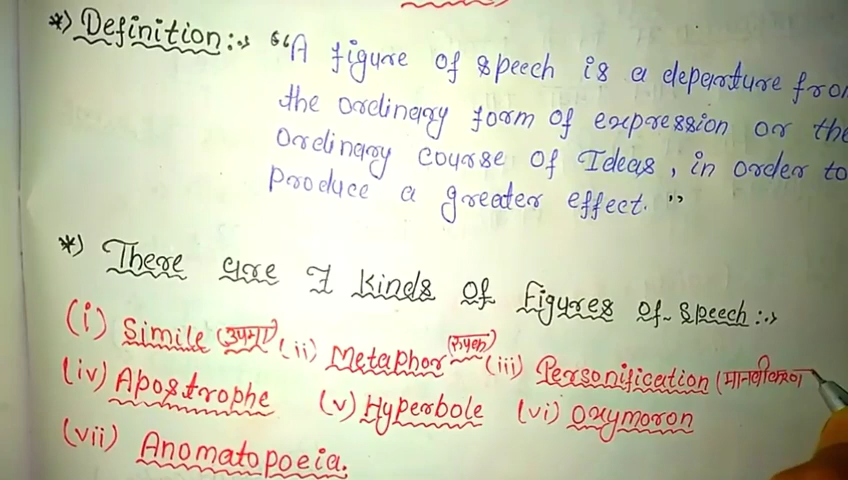 *) Definition:- "A figure of speech is a departure from
the ordinary form of expression or the
ordinary course of Ideas, in order to
Produce a greater effect."
*) There are 7 Kinds of Figures of Speech:-
(i) Simile (उपमा) (ii) Metaphor (रूपक) (iii) Personification (मानवीकरण
(iv) Apostrophe (v) Hyperbole (vi) Oxymoron
(vii) Anomatopoeia.